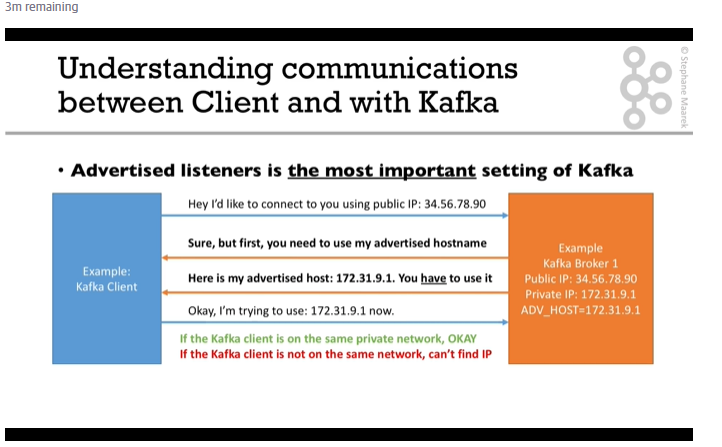 3m remaining
Understanding communications
between Client and with Kafka
© Stephane Maarek
• Advertised listeners is the most important setting of Kafka
Hey I'd like to connect to you using public IP: 34.56.78.90
Sure, but first, you need to use my advertised hostname
Example:
Kafka Client
Here is my advertised host: 172.31.9.1. You have to use it
Okay, I'm trying to use: 172.31.9.1 now.
Example
Kafka Broker 1
Public IP: 34.56.78.90
Private IP: 172.31.9.1
ADV_HOST=172.31.9.1
If the Kafka client is on the same private network, OKAY
If the Kafka client is not on the same network, can't find IP